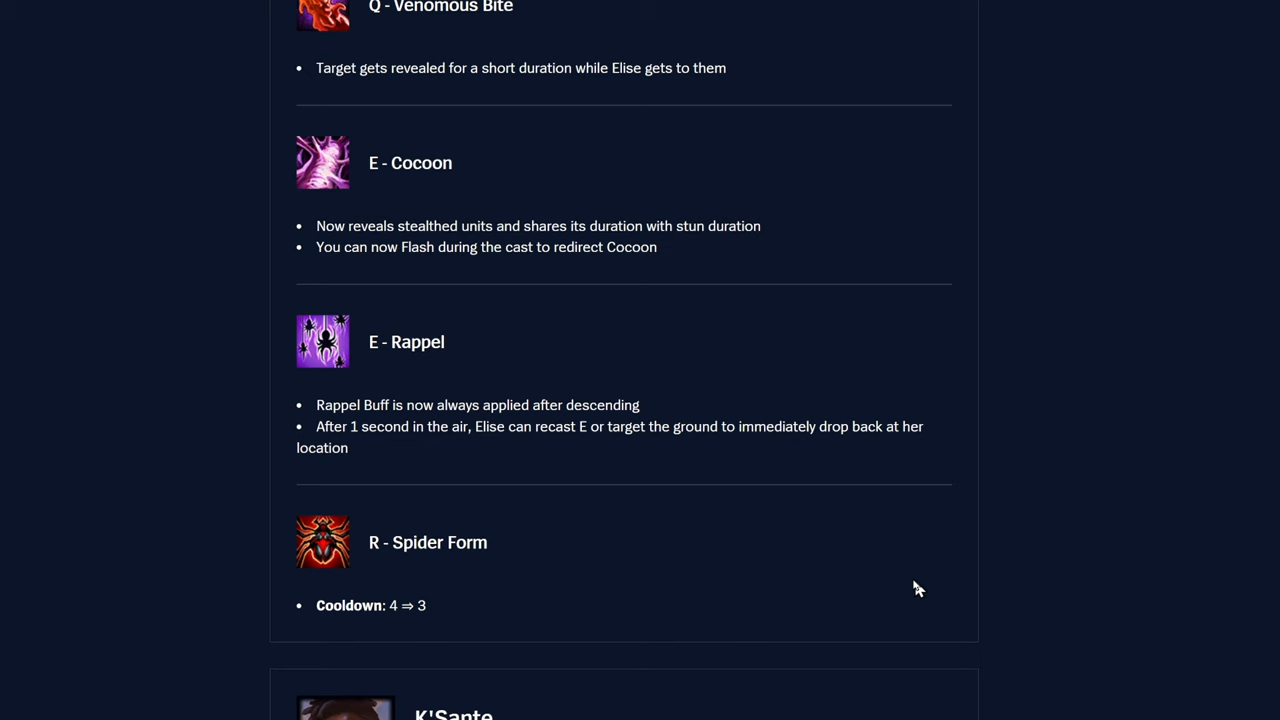 Q - Venomous Bite
• Target gets revealed for a short duration while Elise gets to them
E - Cocoon
• Now reveals stealthed units and shares its duration with stun duration
• You can now Flash during the cast to redirect Cocoon
E - Rappel
• Rappel Buff is now always applied after descending
• After 1 second in the air, Elise can recast E or target the ground to immediately drop back at her
location
R - Spider Form
• Cooldown: 4 ⇒ 3
K'Sante